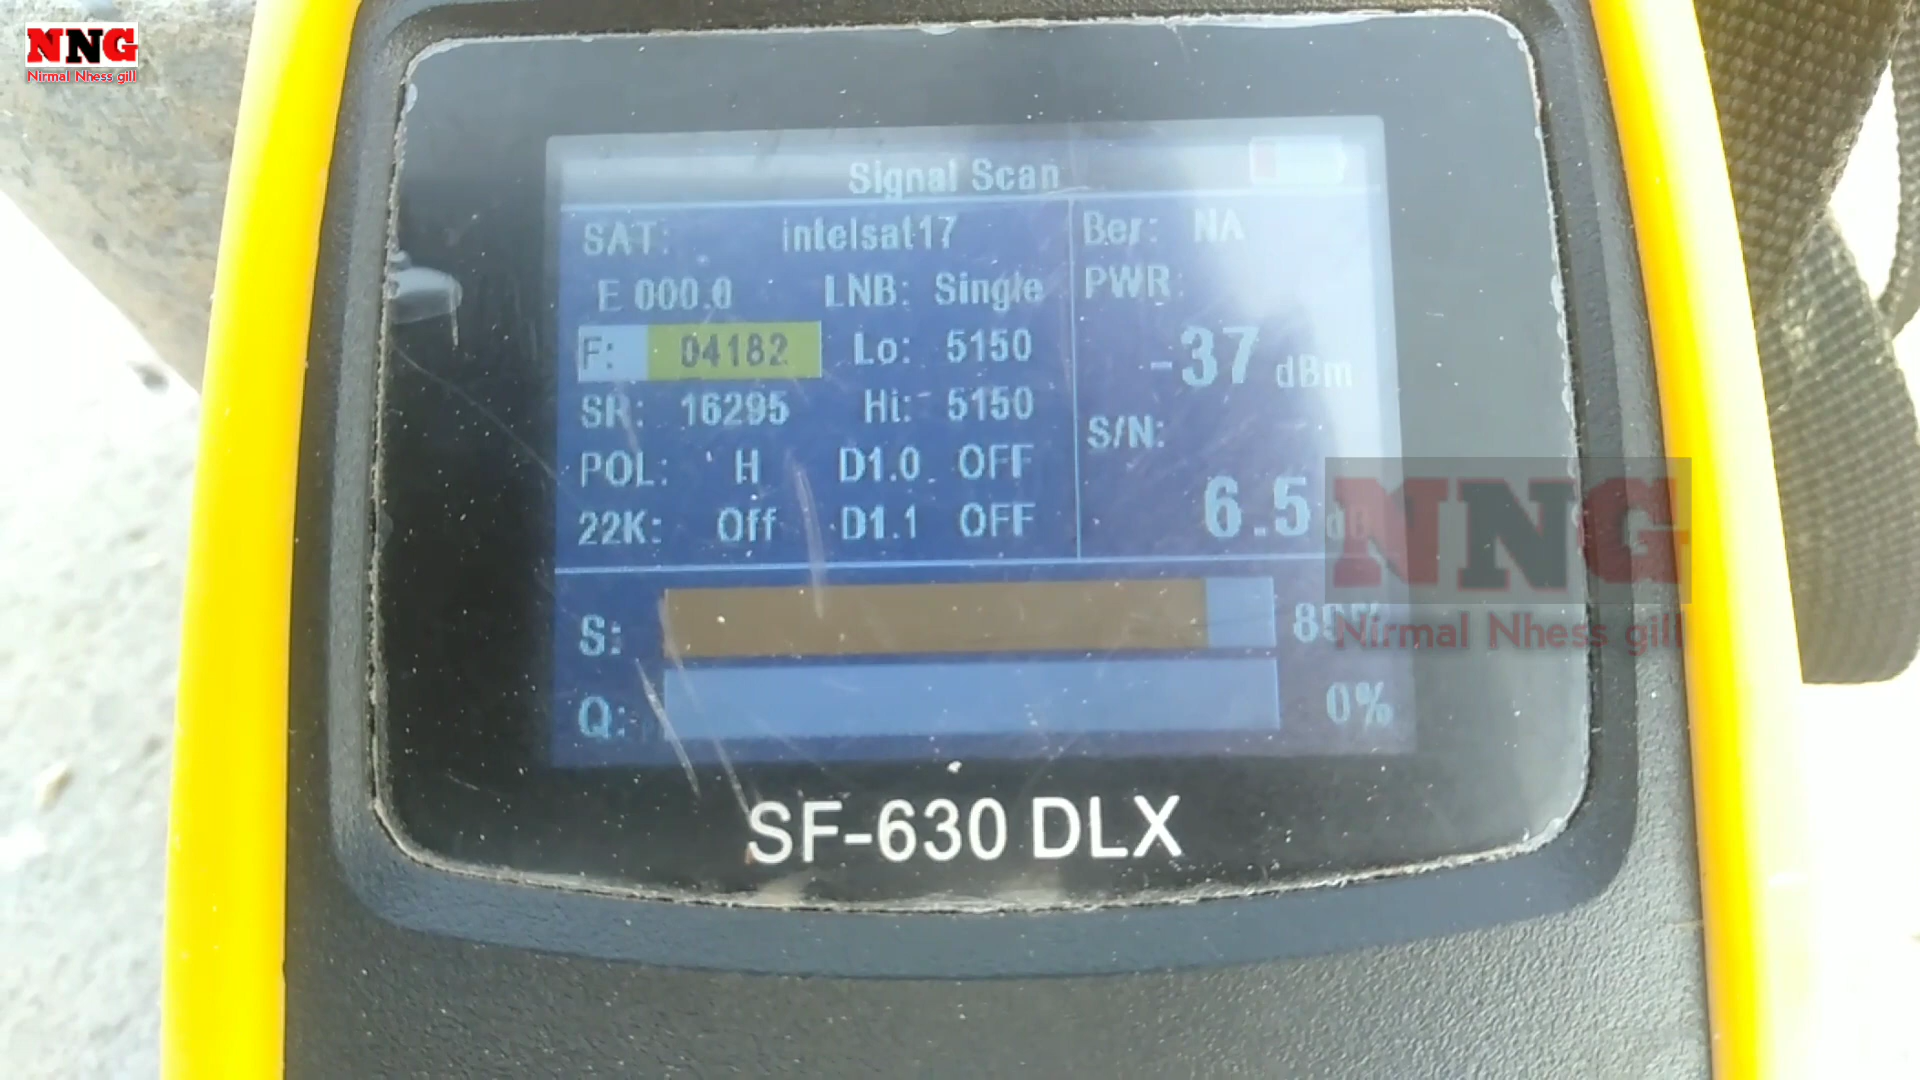 NNG
Nirmal Nhess gill
Signal Scan
SAT: intelsat17
E 000.0 LNB: Single
F: 04182 Lo: 5150
SR: 16295 Hi: 5150
POL: H D1.0 OFF
22K: Off D1.1 OFF
Ber: NA
PWR:
-37 dBm
S/N:
6.5
NNG
Nirmal Nhess gill
S:
Q: 0%
SF-630 DLX